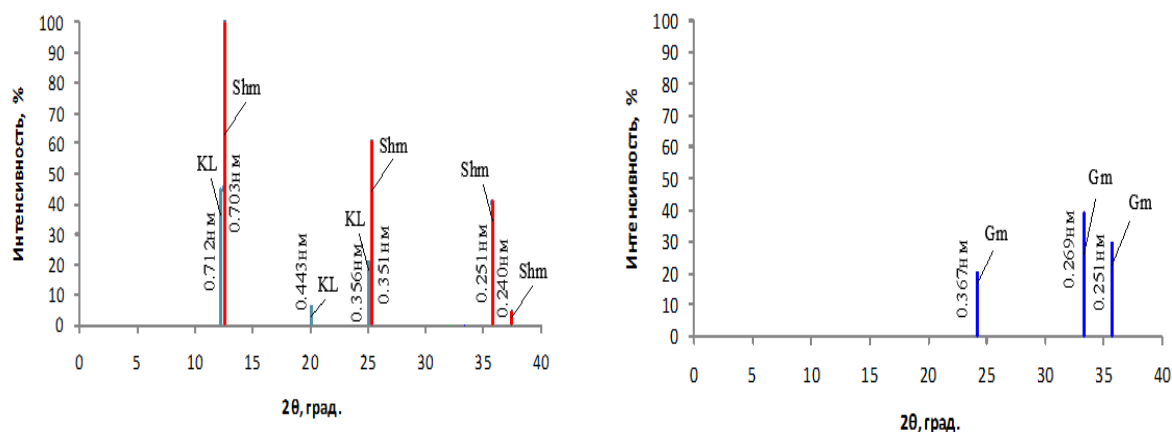 Интенсивность, %
100
90
80
70
60
50
40
30
20
10
0
0
5
10
15
20
25
30
35
40
2θ, град.
KL
0.712нм
Shm
0.703нм
0.443нм
KL
KL
0.356нм
Shm
0.351нм
Shm
0.251нм
0.240нм
Shm
Интенсивность, %
100
90
80
70
60
50
40
30
20
10
0
0
5
10
15
20
25
30
35
40
2θ, град.
0.367нм
Gm
0.269нм
Gm
0.251нм
Gm